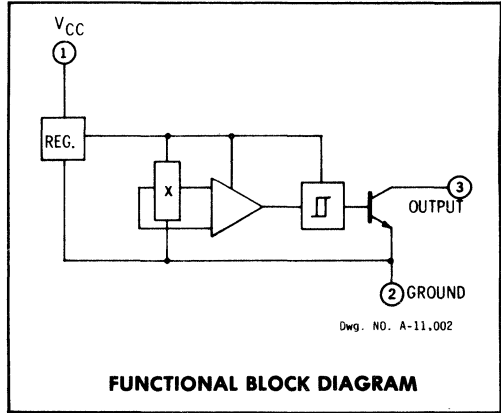 VCC
1
REG.
X
3
OUTPUT
2 GROUND
Dwg. NO. A-11,002
FUNCTIONAL BLOCK DIAGRAM